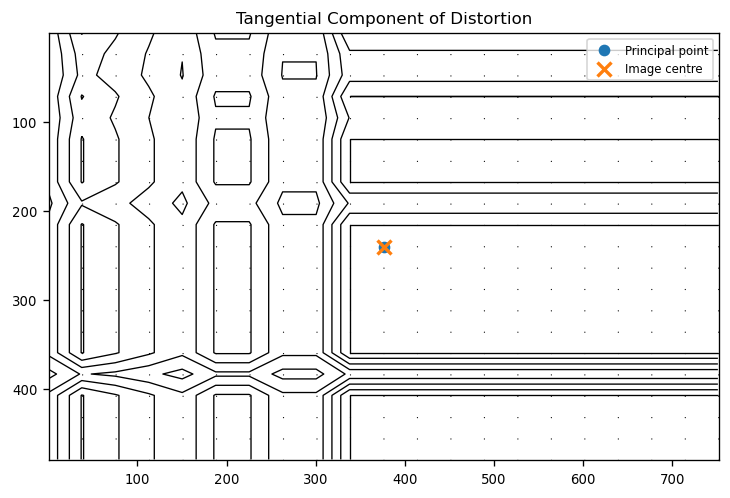 Tangential Component of Distortion
Principal point
Image centre
100
200
300
400
100 200 300 400 500 600 700